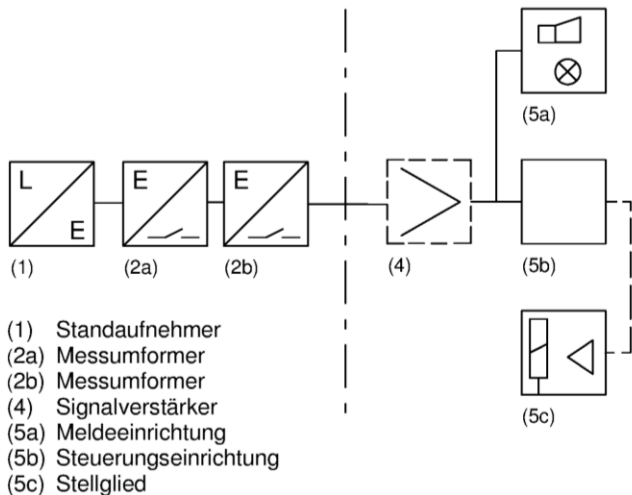 (5a)
L
E
E
E
(1)
(2a)
(2b)
(4)
(5b)
(5c)
(1) Standaufnehmer
(2a) Messumformer
(2b) Messumformer
(4) Signalverstärker
(5a) Meldeeinrichtung
(5b) Steuerungseinrichtung
(5c) Stellglied